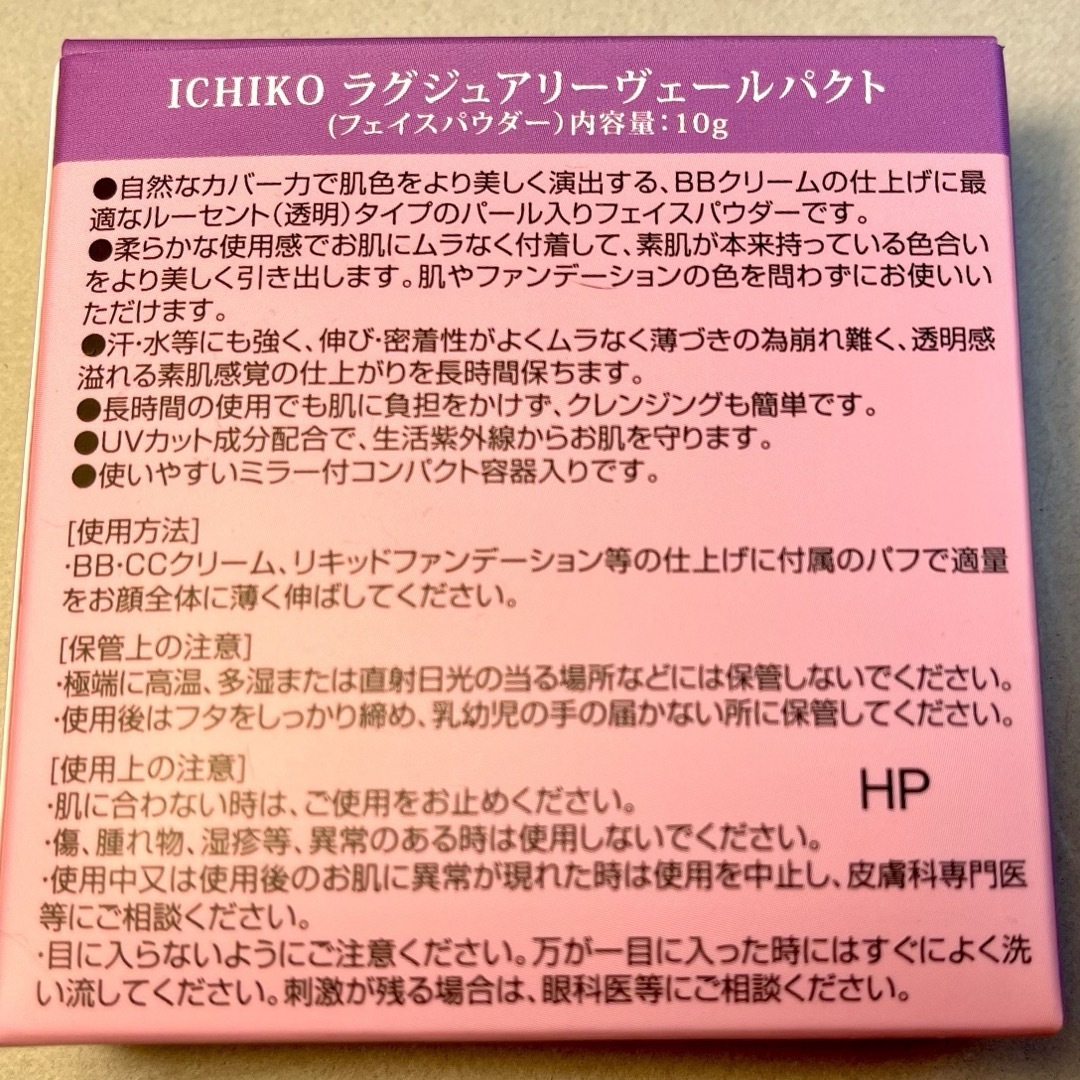 ICHIKO ラグジュアリーヴェールパクト
(フェイスパウダー)内容量:10g
●自然なカバー力で肌色をより美しく演出する、BBクリームの仕上げに最
適なルーセント(透明)タイプのパール入りフェイスパウダーです。
●柔らかな使用感でお肌にムラなく付着して、素肌が本来持っている色合い
をより美しく引き出します。肌やファンデーションの色を問わずにお使いい
ただけます。
●汗・水等にも強く、伸び・密着性がよくムラなく薄づきの為崩れ難く、透明感
溢れる素肌感覚の仕上がりを長時間保ちます。
●長時間の使用でも肌に負担をかけず、クレンジングも簡単です。
●UVカット成分配合で、生活紫外線からお肌を守ります。
●使いやすいミラー付コンパクト容器入りです。
[使用方法]
・BB・CCクリーム、リキッドファンデーション等の仕上げに付属のパフで適量
をお顔全体に薄く伸ばしてください。
[保管上の注意]
・極端に高温、多湿または直射日光の当る場所などには保管しないでください。
・使用後はフタをしっかり締め、乳幼児の手の届かない所に保管してください。
[使用上の注意]
・肌に合わない時は、ご使用をお止めください。
HP
・傷、腫れ物、湿疹等、異常のある時は使用しないでください。
・使用中又は使用後のお肌に異常が現れた時は使用を中止し、皮膚科専門医
等にご相談ください。
・目に入らないようにご注意ください。万が一目に入った時にはすぐによく洗
い流してください。刺激が残る場合は、眼科医等にご相談ください。